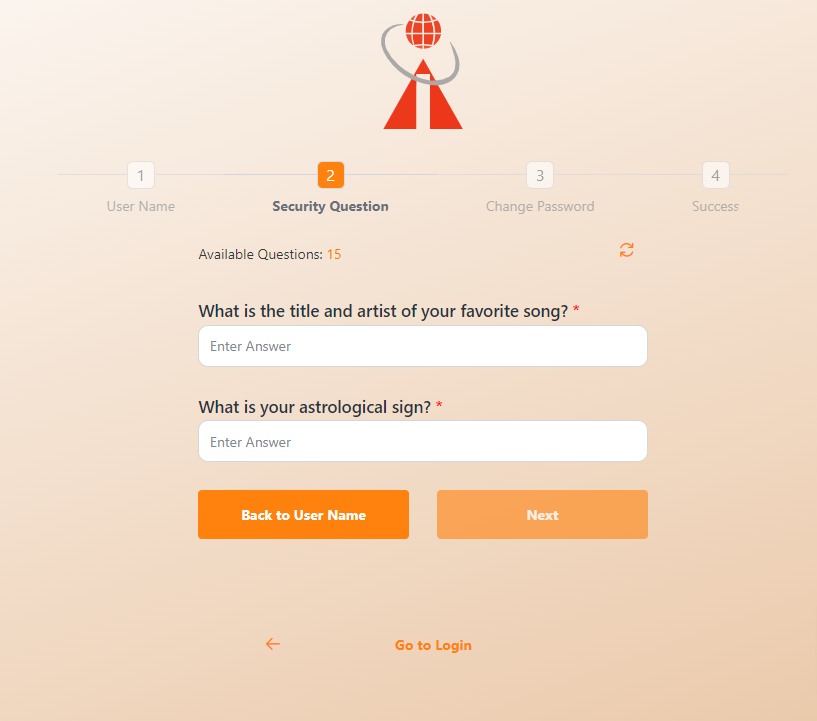 1 2 3 4
User Name Security Question Change Password Success
Available Questions: 15
What is the title and artist of your favorite song? *
Enter Answer
What is your astrological sign? *
Enter Answer
Back to User Name Next
Go to Login